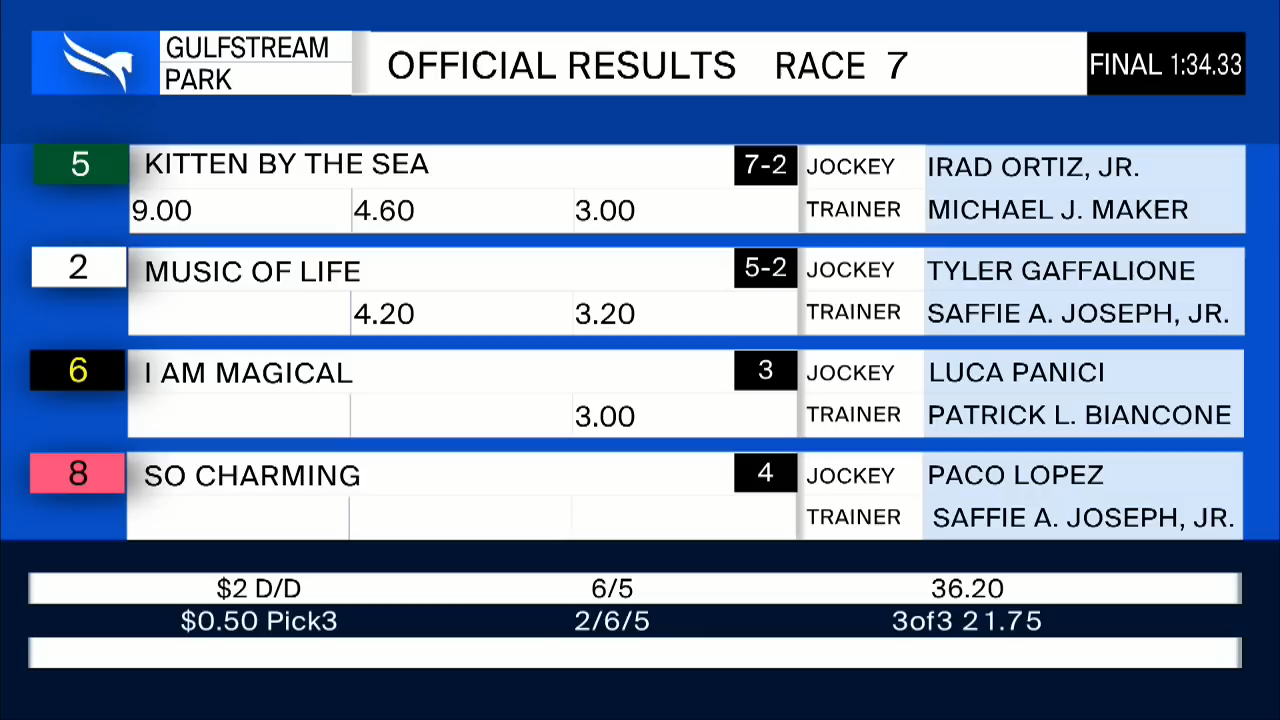 GULFSTREAM PARK
OFFICIAL RESULTS RACE 7
FINAL 1:34.33
5 KITTEN BY THE SEA 7-2 JOCKEY IRAD ORTIZ, JR.
9.00 4.60 3.00 TRAINER MICHAEL J. MAKER
2 MUSIC OF LIFE 5-2 JOCKEY TYLER GAFFALIONE
4.20 3.20 TRAINER SAFFIE A. JOSEPH, JR.
6 I AM MAGICAL 3 JOCKEY LUCA PANICI
3.00 TRAINER PATRICK L. BIANCONE
8 SO CHARMING 4 JOCKEY PACO LOPEZ
TRAINER SAFFIE A. JOSEPH, JR.
$2 D/D 6/5 36.20
$0.50 Pick3 2/6/5 3of3 21.75